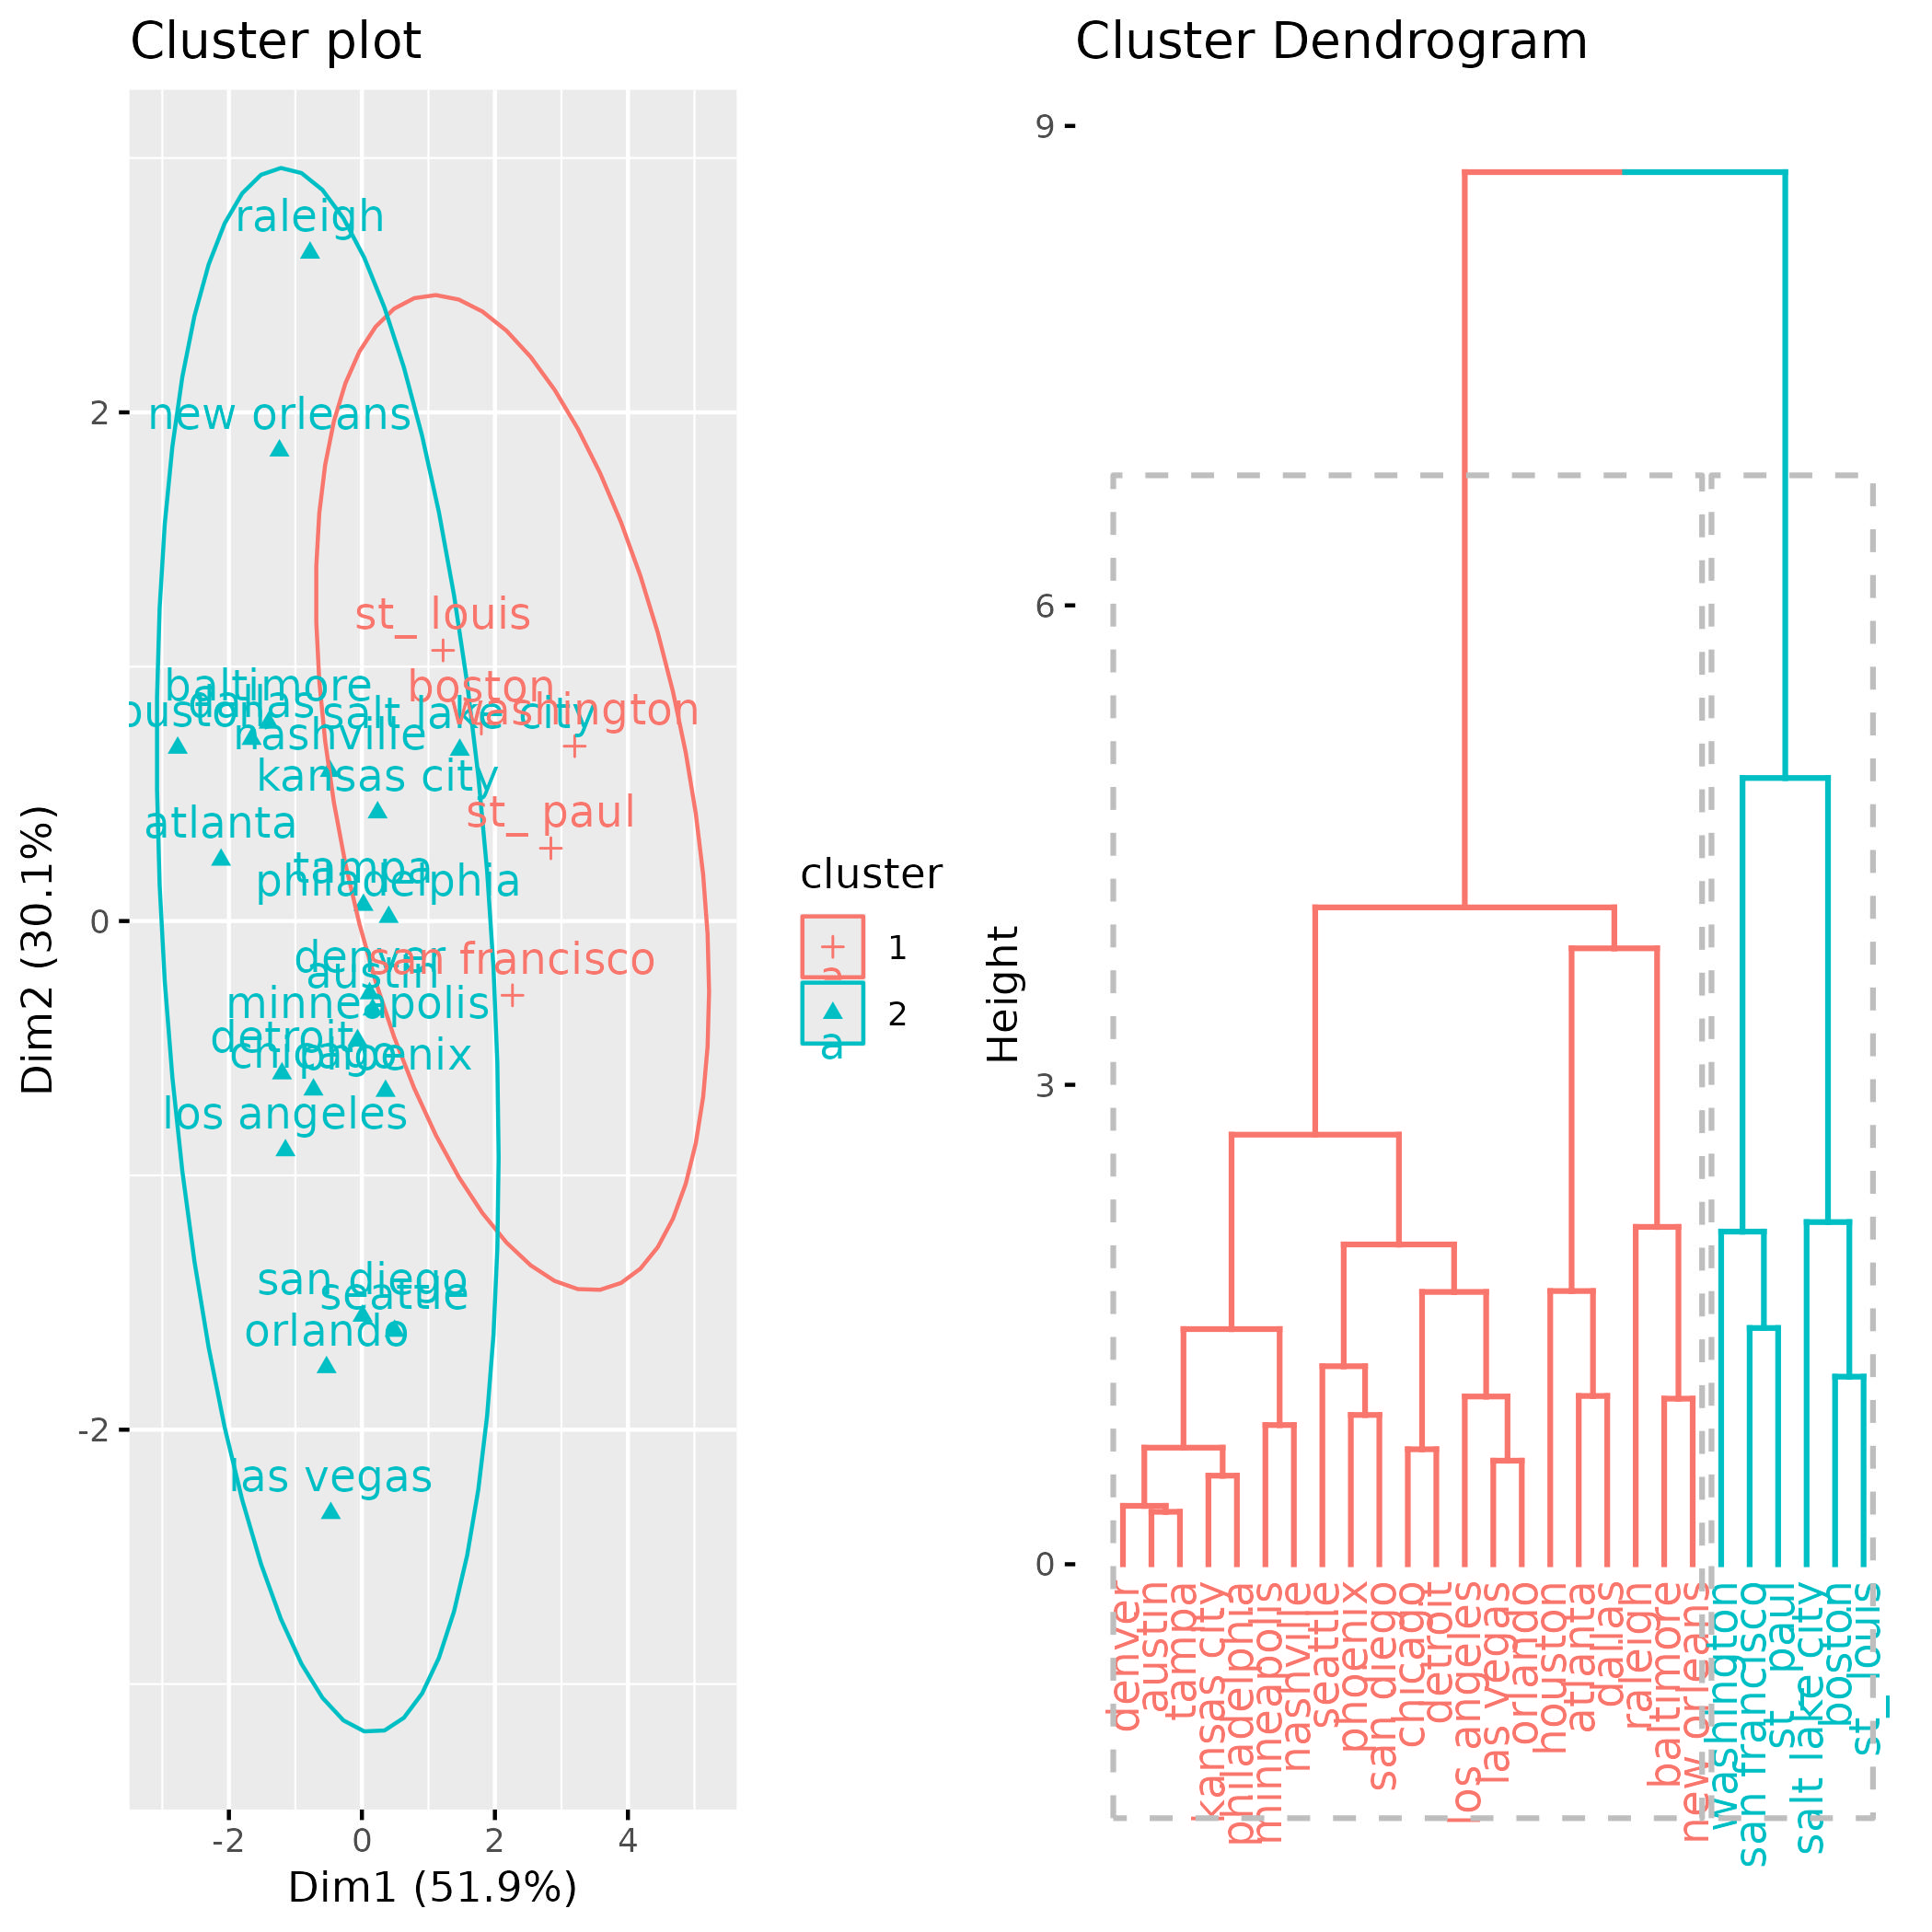 Cluster plot
raleigh
new orleans
st_ louis
baltimore
boston
dallas
washington
ouston
salt lake city
nashville
kansas city
st_ paul
atlanta
tampa
philadelphia
denver
san francisco
austin
minneapolis
detroit
chicago
phoenix
los angeles
san diego
seattle
orlando
las vegas
2
0
-2
-2
0
2
4
Dim1 (51.9%)
Dim2 (30.1%)
cluster
1
a
2
Cluster Dendrogram
9
6
3
0
Height
denver
austin
tampa
kansas city
philadelphia
minneapolis
nashville
seattle
phoenix
san diego
chicago
detroit
los angeles
las vegas
orlando
houston
atlanta
dallas
raleigh
baltimore
new orleans
washington
san francisco
st_ paul
salt lake city
boston
st_ louis